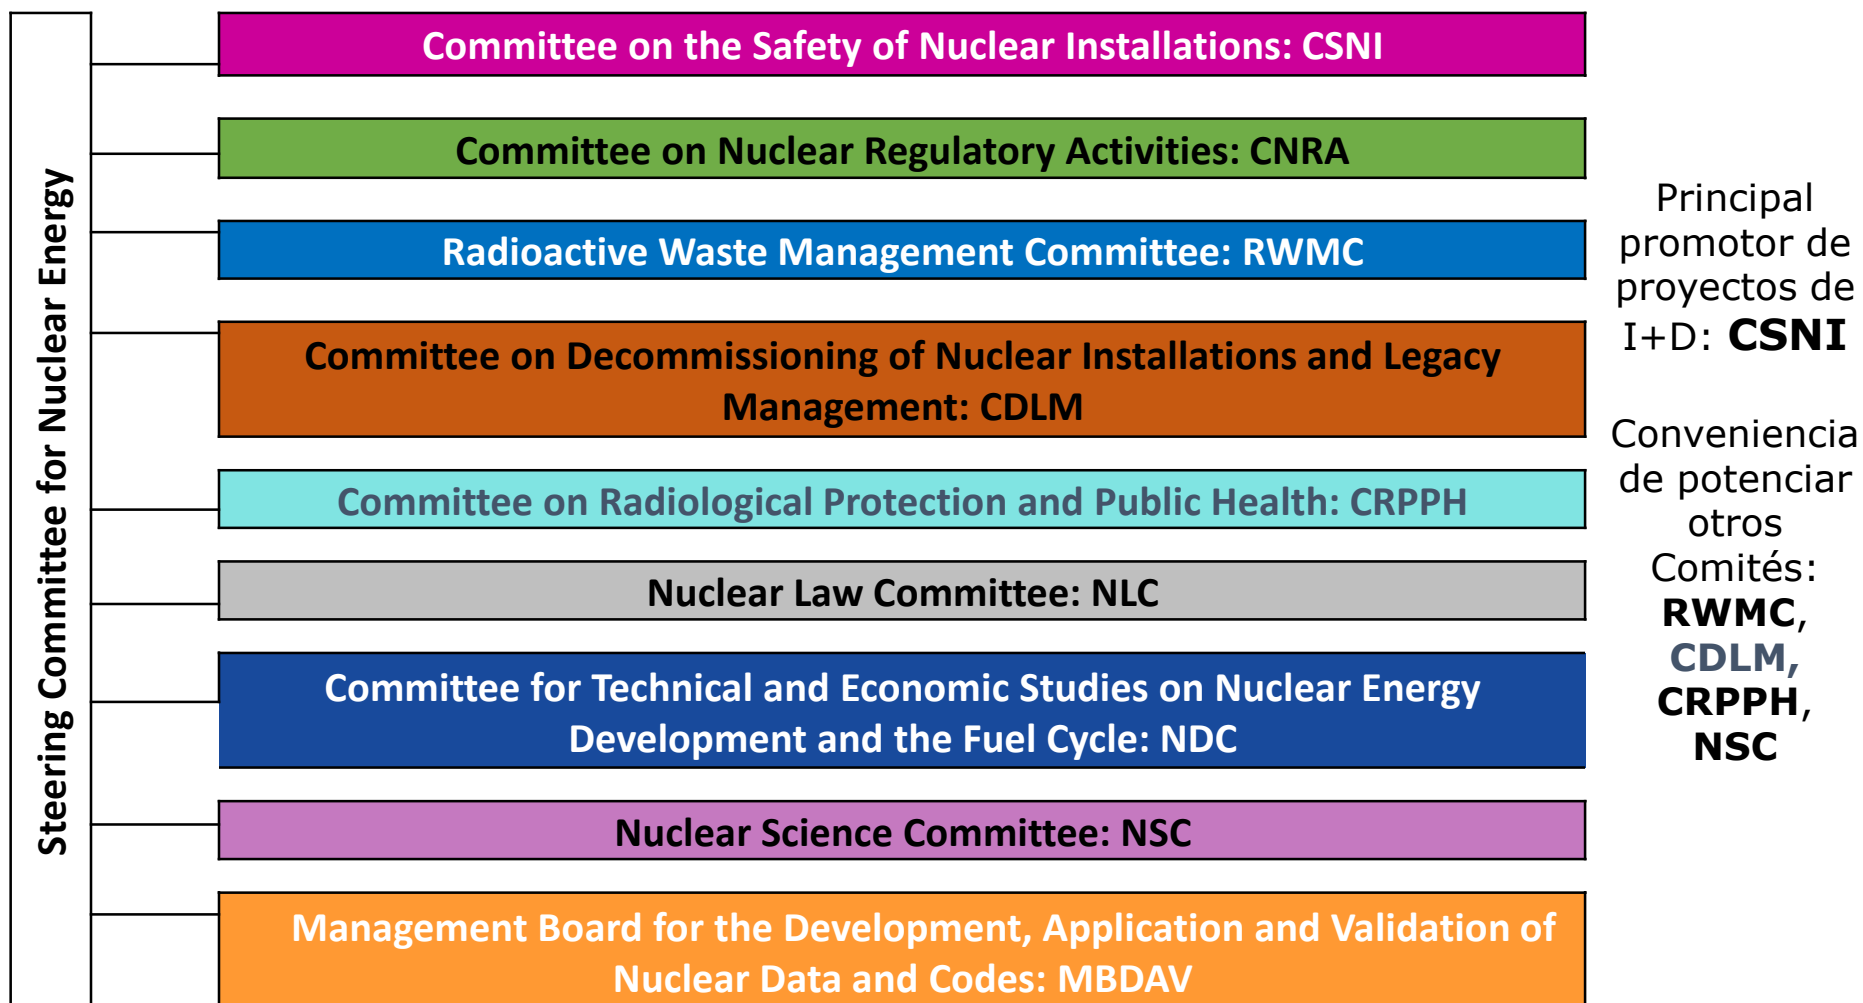 Steering Committee for Nuclear Energy
Committee on the Safety of Nuclear Installations: CSNI
Committee on Nuclear Regulatory Activities: CNRA
Radioactive Waste Management Committee: RWMC
Committee on Decommissioning of Nuclear Installations and Legacy
Management: CDLM
Committee on Radiological Protection and Public Health: CRPPH
Nuclear Law Committee: NLC
Committee for Technical and Economic Studies on Nuclear Energy
Development and the Fuel Cycle: NDC
Nuclear Science Committee: NSC
Management Board for the Development, Application and Validation of
Nuclear Data and Codes: MBDAV
Principal
promotor de
proyectos de
I+D: CSNI
Conveniencia
de potenciar
otros
Comités:
RWMC,
CDLM,
CRPPH,
NSC